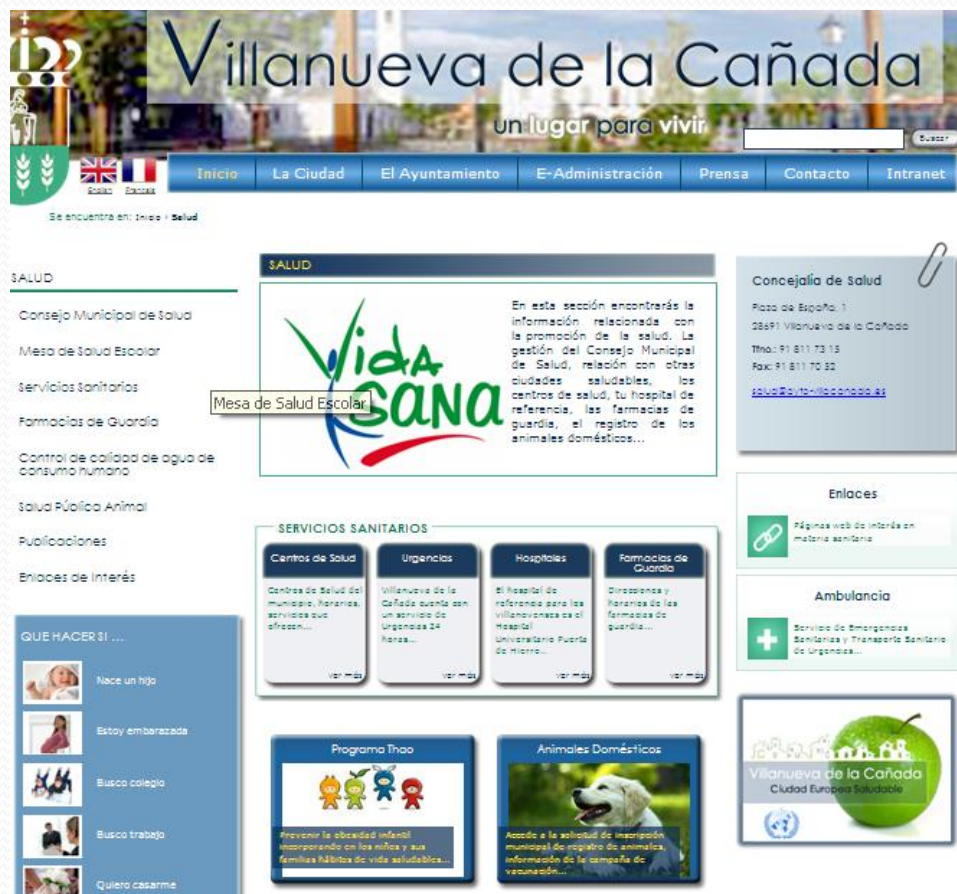 Villanueva de la Cañada
un lugar para vivir
Buscar
English Français
Inicio La Ciudad El Ayuntamiento E-Administración Prensa Contacto Intranet
Se encuentra en: Inicio › Salud
SALUD
Consejo Municipal de Salud
Mesa de Salud Escolar
Servicios Sanitarios
Farmacias de Guardia
Control de calidad de agua de
consumo humano
Salud Pública Animal
Publicaciones
Enlaces de Interés
Mesa de Salud Escolar
QUE HACER SI ...
Nace un hijo
Estoy embarazada
Busco colegio
Busco trabajo
Quiero casarme
SALUD
Vida
SANA
En esta sección encontrarás la
información relacionada con
la promoción de la salud. La
gestión del Consejo Municipal
de Salud, relación con otras
ciudades saludables, los
centros de salud, tu hospital de
referencia, las farmacias de
guardia, el registro de los
animales domésticos...
SERVICIOS SANITARIOS
Centros de Salud
Centros de Salud del
municipio, horarios,
servicios que
ofrecen...
ver más
Urgencias
Villanueva de la
Cañada cuenta con
un servicio de
Urgencias 24
horas...
ver más
Hospitales
El hospital de
referencia para los
villanovenses es el
Hospital
Universitario Puerta
de Hierro...
ver más
Farmacias de
Guardia
Direcciones y
horarios de las
farmacias de
guardia...
ver más
Programa Thao
Prevenir la obesidad infantil
incorporando en los niños y sus
familias hábitos de vida saludables...
Animales Domésticos
Accede a la solicitud de inscripción
municipal de registro de animales,
información de la campaña de
vacunación...
Concejalía de Salud
Plaza de España, 1
28691 Villanueva de la Cañada
Tfno.: 91 811 73 15
Fax: 91 811 70 52
salud@ayto-villacanada.es
Enlaces
Páginas web de interés en
materia sanitaria
Ambulancia
Servicio de Emergencias
Sanitarias y Transporte Sanitario
de Urgencias...
Villanueva de la Cañada
Ciudad Europea Saludable